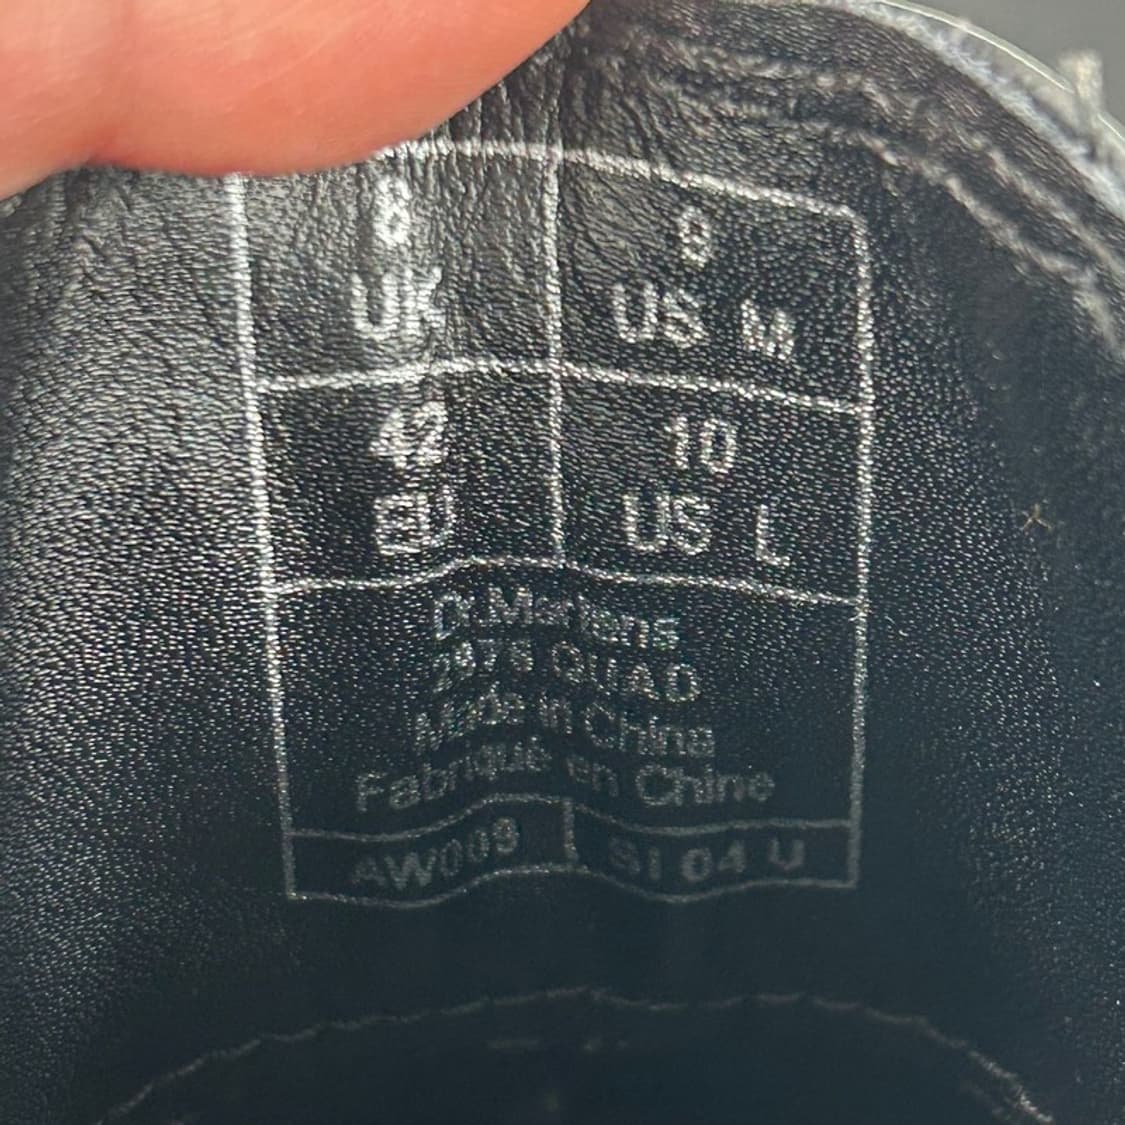 8 9
UK US M
42 10
EU US L
Dr.Martens
2976 QUAD
Made in China
Fabriqué en Chine
AW009 SI 04 U